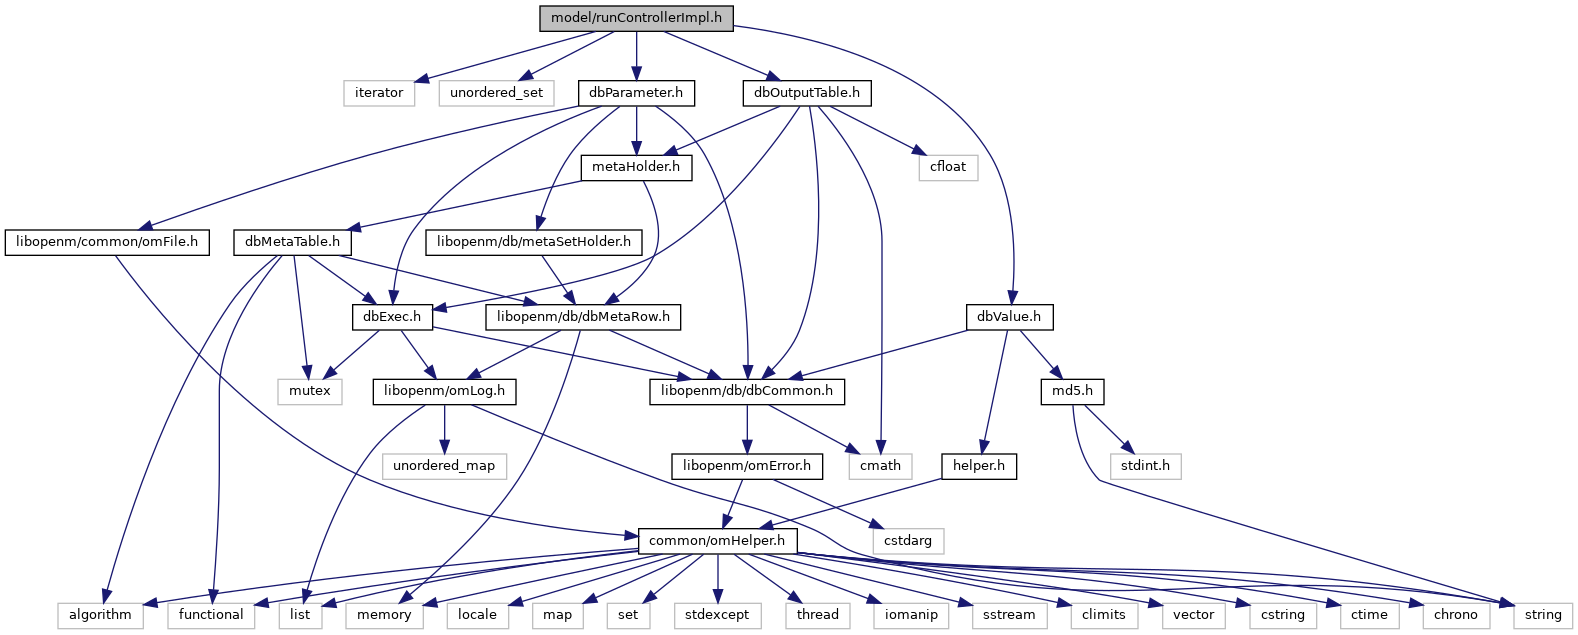 model/runControllerImpl.h
iterator
unordered_set
dbParameter.h
dbOutputTable.h
metaHolder.h
cfloat
libopenm/common/omFile.h
dbMetaTable.h
libopenm/db/metaSetHolder.h
dbExec.h
libopenm/db/dbMetaRow.h
dbValue.h
mutex
libopenm/omLog.h
libopenm/db/dbCommon.h
md5.h
unordered_map
libopenm/omError.h
cmath
helper.h
stdint.h
common/omHelper.h
cstdarg
algorithm
functional
list
memory
locale
map
set
stdexcept
thread
iomanip
sstream
climits
vector
cstring
ctime
chrono
string